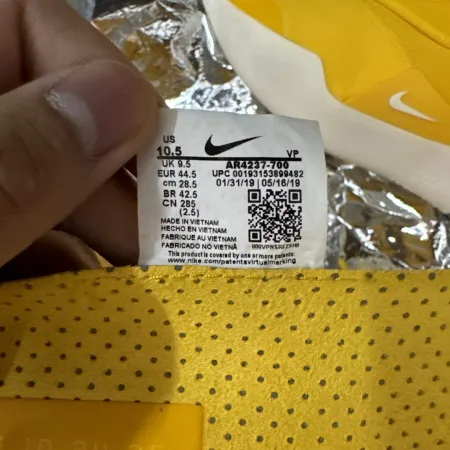 US
10.5 VP
UK 9.5 AR4237-700
EUR 44.5 UPC 00193153899482
cm 28.5 01/31/19 | 05/16/19
BR 42.5
CN 285
(2.5)
MADE IN VIETNAM
HECHO EN VIETNAM
FABRIQUE AU VIETNAM
FABRICADO NO VIETNÃ
This product is covered by one or more patents:
www.nike.com/patentsvirtualmarking